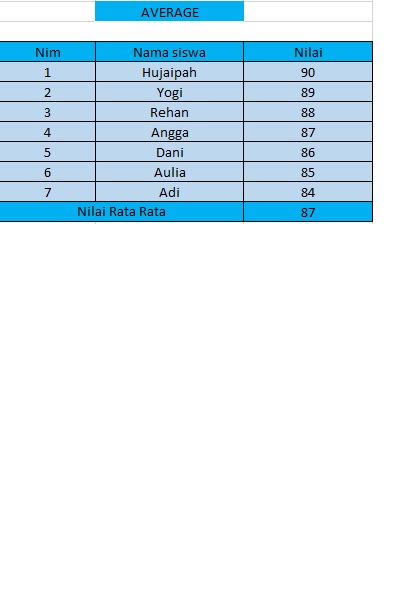 AVERAGE
Nim Nama siswa Nilai
1 Hujaipah 90
2 Yogi 89
3 Rehan 88
4 Angga 87
5 Dani 86
6 Aulia 85
7 Adi 84
Nilai Rata Rata 87